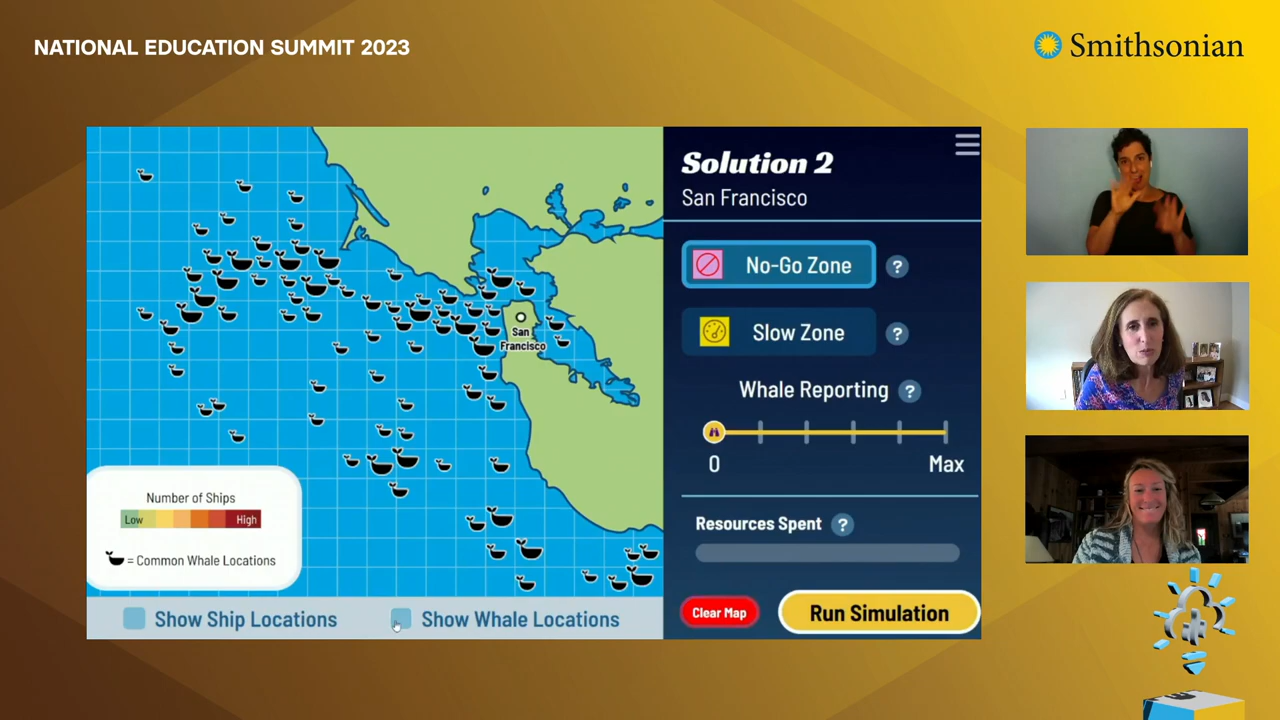 NATIONAL EDUCATION SUMMIT 2023
Smithsonian
Solution 2
San Francisco
No-Go Zone
?
Slow Zone
?
Whale Reporting
?
0
Max
Resources Spent
?
Clear Map
Run Simulation
San
Francisco
Number of Ships
Low
High
= Common Whale Locations
Show Ship Locations
Show Whale Locations